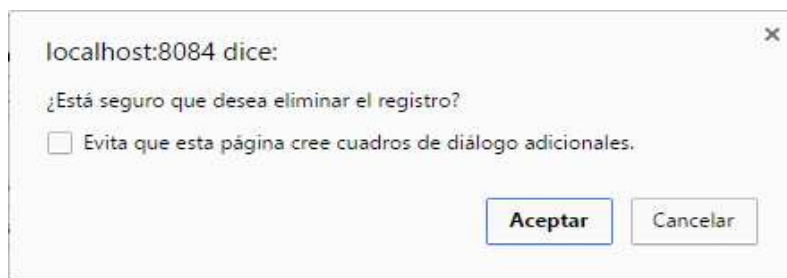 localhost:8084 dice:
¿Está seguro que desea eliminar el registro?
Evita que esta página cree cuadros de diálogo adicionales.
Aceptar Cancelar